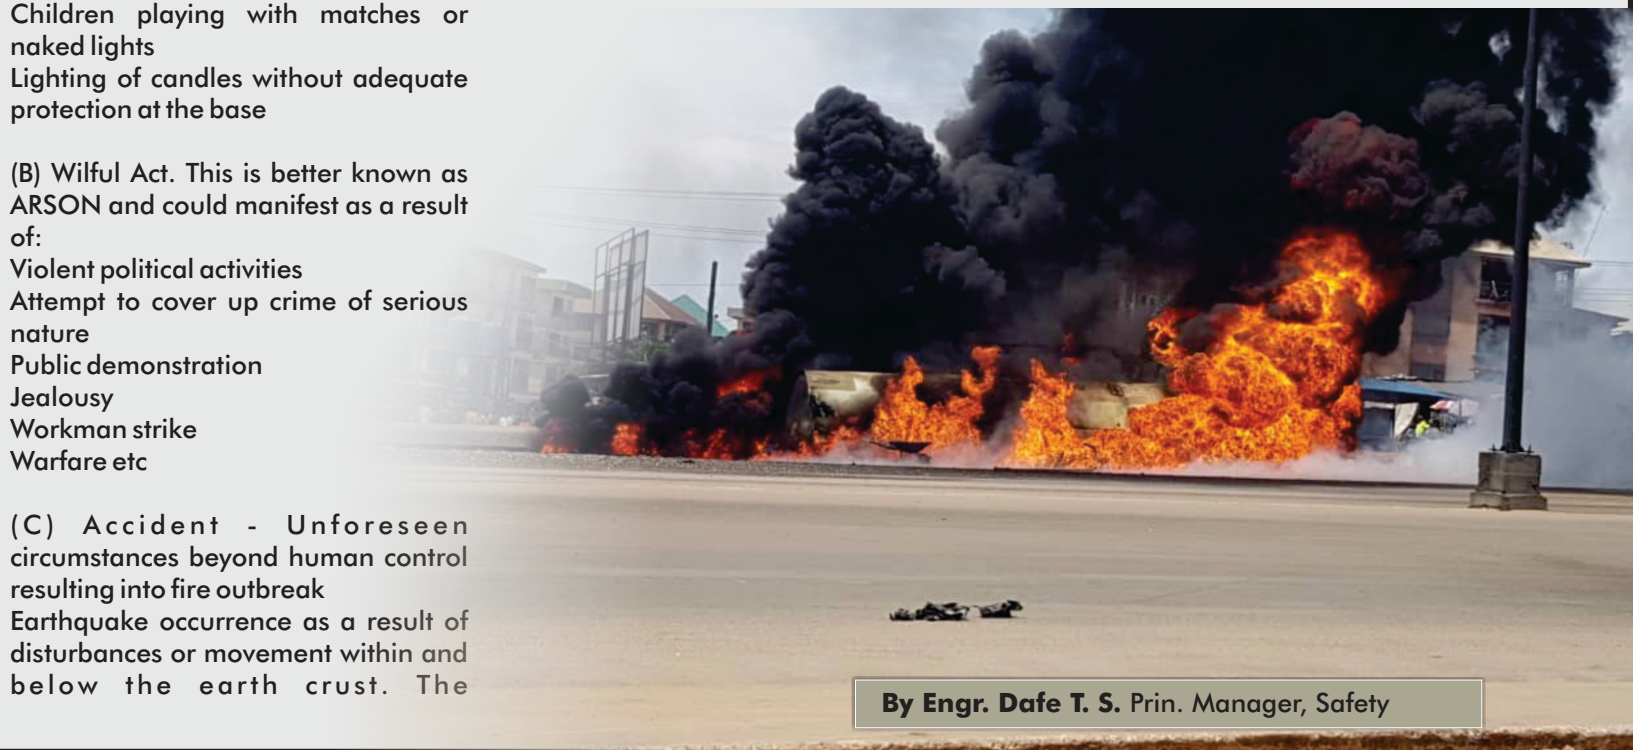 Children playing with matches or
naked lights
Lighting of candles without adequate
protection at the base
(B) Wilful Act. This is better known as
ARSON and could manifest as a result
of:
Violent political activities
Attempt to cover up crime of serious
nature
Public demonstration
Jealousy
Workman strike
Warfare etc
(C) Accident - Unforeseen
circumstances beyond human control
resulting into fire outbreak
Earthquake occurrence as a result of
disturbances or movement within and
below the earth crust. The
By Engr. Dafe T. S. Prin. Manager, Safety